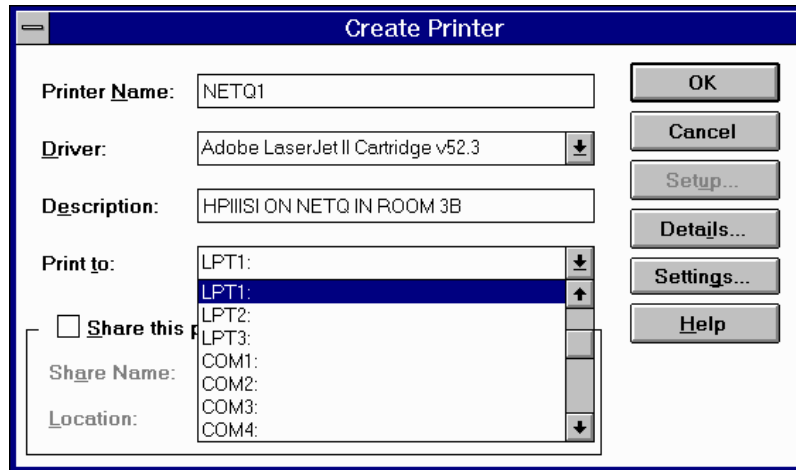 Create Printer
Printer Name: NETQ1
OK
Driver: Adobe LaserJet II Cartridge v52.3
Cancel
Setup...
Description: HPIIISI ON NETQ IN ROOM 3B
Details...
Print to: LPT1:
Settings...
LPT1:
LPT2:
Share this p
Help
LPT3:
COM1:
Share Name:
COM2:
COM3:
Location:
COM4: